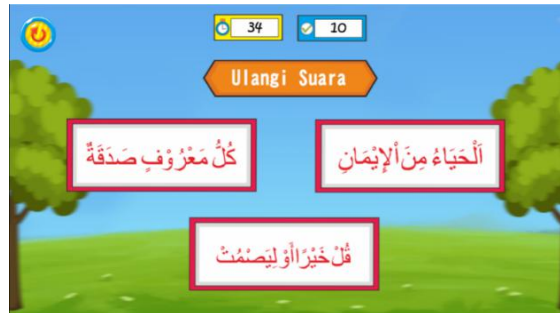 34
10
Ulangi Suara
اَلْحَيَاءُ مِنَ اْلإِيْمَانِ
كُلُّ مَعْرُوْفٍ صَدَقَةٌ
قُلْ خَيْرًا أَوْ لِيَصْمُتْ